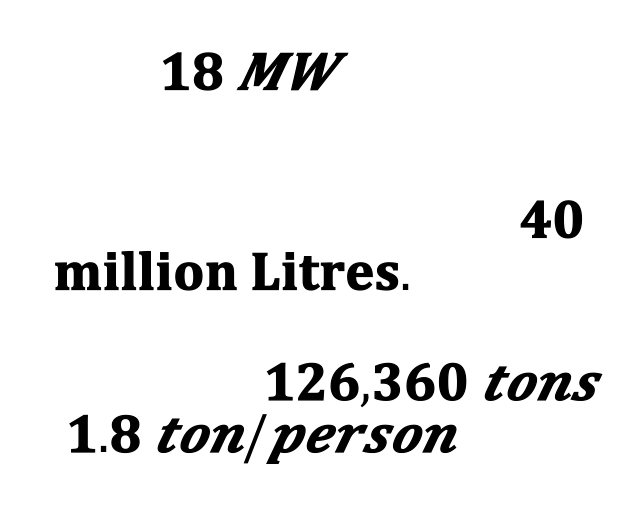 18 MW
40
million Litres.
126,360 tons
1.8 ton/person